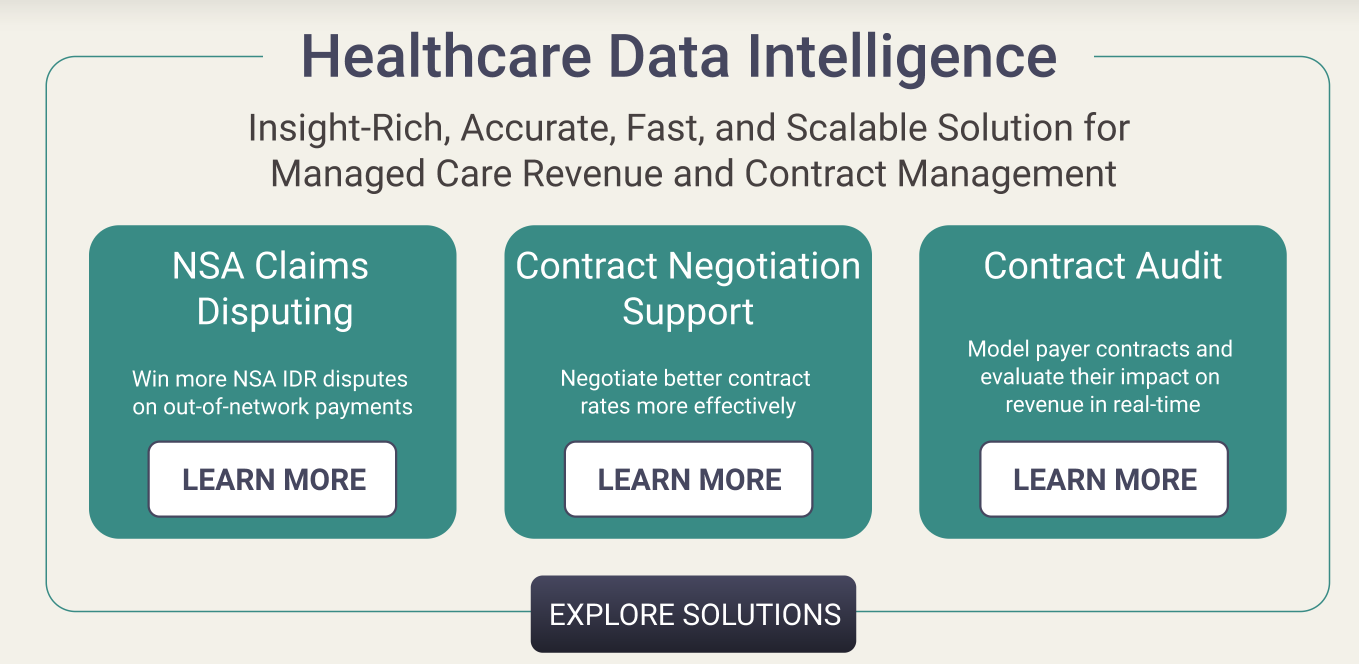 Healthcare Data Intelligence
Insight-Rich, Accurate, Fast, and Scalable Solution for
Managed Care Revenue and Contract Management
NSA Claims
Disputing
Win more NSA IDR disputes
on out-of-network payments
LEARN MORE
Contract Negotiation
Support
Negotiate better contract
rates more effectively
LEARN MORE
Contract Audit
Model payer contracts and
evaluate their impact on
revenue in real-time
LEARN MORE
EXPLORE SOLUTIONS